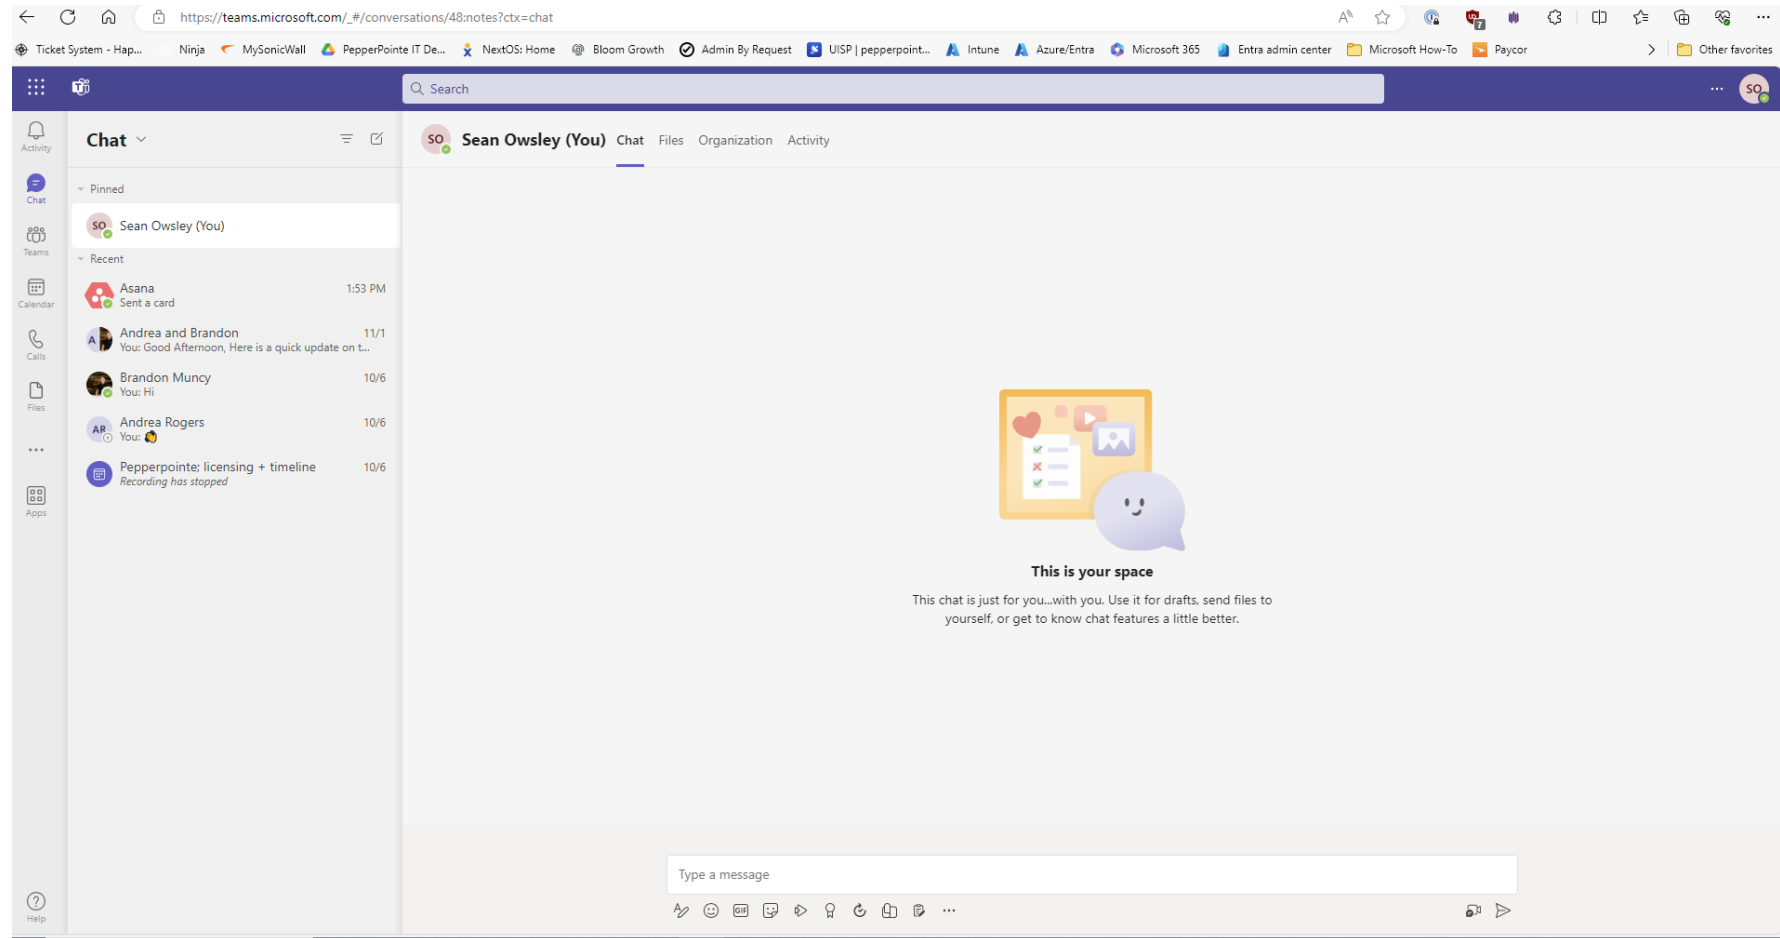 https://teams.microsoft.com/_#/conversations/48:notes?ctx=chat
Ticket System - Hap... Ninja MySonicWall PepperPointe IT De... NextOS: Home Bloom Growth Admin By Request UISP | pepperpoint... Intune Azure/Entra Microsoft 365 Entra admin center Microsoft How-To Paycor Other favorites
Search
SO
Activity
Chat
Teams
Calendar
Calls
Files
Apps
Help
Chat
Pinned
SO Sean Owsley (You)
Recent
Asana 1:53 PM
Sent a card
Andrea and Brandon 11/1
A You: Good Afternoon, Here is a quick update on t...
Brandon Muncy 10/6
You: Hi
AR Andrea Rogers 10/6
You: 👏
Pepperpointe; licensing + timeline 10/6
Recording has stopped
SO Sean Owsley (You) Chat Files Organization Activity
This is your space
This chat is just for you...with you. Use it for drafts, send files to
yourself, or get to know chat features a little better.
Type a message
GIF